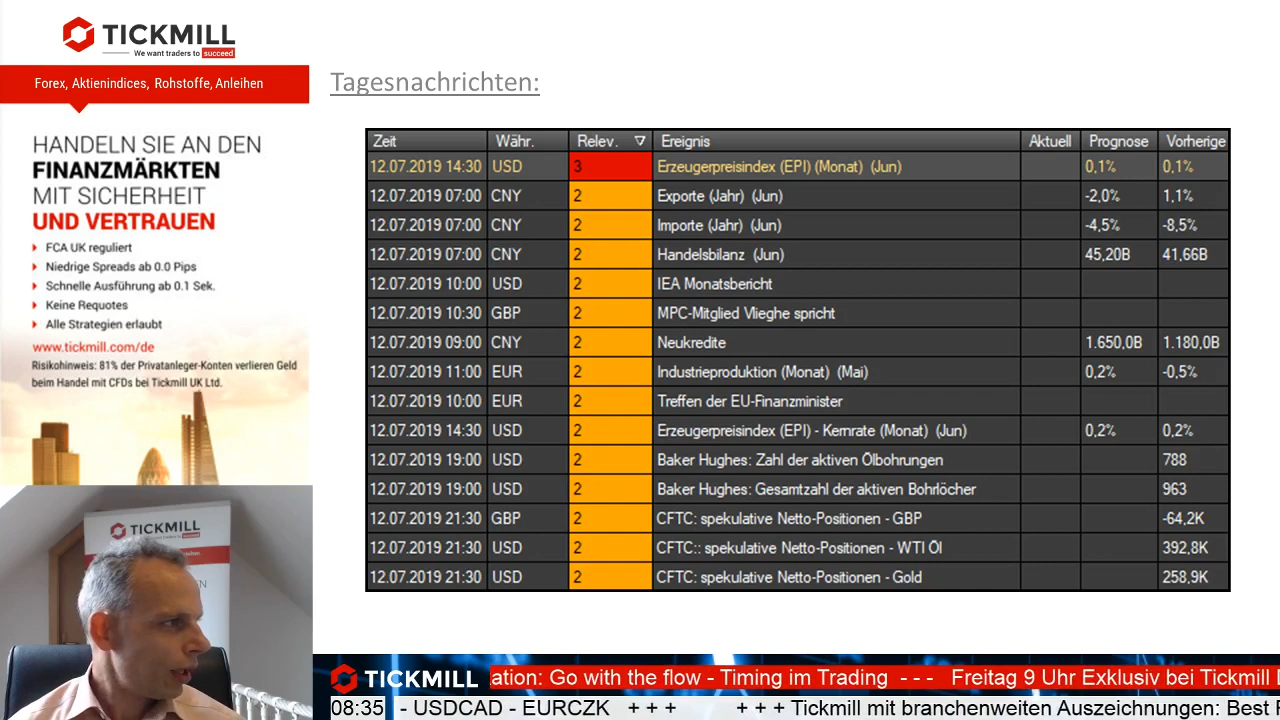 TICKMILL
We want traders to succeed
Forex, Aktienindices, Rohstoffe, Anleihen
HANDELN SIE AN DEN
FINANZMÄRKTEN
MIT SICHERHEIT
UND VERTRAUEN
FCA UK reguliert
Niedrige Spreads ab 0.0 Pips
Schnelle Ausführung ab 0.1 Sek.
Keine Requotes
Alle Strategien erlaubt
www.tickmill.com/de
Risikohinweis: 81% der Privatanleger-Konten verlieren Geld
beim Handel mit CFDs bei Tickmill UK Ltd.
TICKMILL
Tagesnachrichten:
Zeit Währ. Relev. Ereignis Aktuell Prognose Vorherige
12.07.2019 14:30 USD 3 Erzeugerpreisindex (EPI) (Monat) (Jun) 0,1% 0,1%
12.07.2019 07:00 CNY 2 Exporte (Jahr) (Jun) -2,0% 1,1%
12.07.2019 07:00 CNY 2 Importe (Jahr) (Jun) -4,5% -8,5%
12.07.2019 07:00 CNY 2 Handelsbilanz (Jun) 45,20B 41,66B
12.07.2019 10:00 USD 2 IEA Monatsbericht
12.07.2019 10:30 GBP 2 MPC-Mitglied Vlieghe spricht
12.07.2019 09:00 CNY 2 Neukredite 1.650,0B 1.180,0B
12.07.2019 11:00 EUR 2 Industrieproduktion (Monat) (Mai) 0,2% -0,5%
12.07.2019 10:00 EUR 2 Treffen der EU-Finanzminister
12.07.2019 14:30 USD 2 Erzeugerpreisindex (EPI) - Kernrate (Monat) (Jun) 0,2% 0,2%
12.07.2019 19:00 USD 2 Baker Hughes: Zahl der aktiven Ölbohrungen 788
12.07.2019 19:00 USD 2 Baker Hughes: Gesamtzahl der aktiven Bohrlöcher 963
12.07.2019 21:30 GBP 2 CFTC: spekulative Netto-Positionen - GBP -64,2K
12.07.2019 21:30 USD 2 CFTC:: spekulative Netto-Positionen - WTI Öl 392,8K
12.07.2019 21:30 USD 2 CFTC: spekulative Netto-Positionen - Gold 258,9K
TICKMILL ation: Go with the flow - Timing im Trading - - - Freitag 9 Uhr Exklusiv bei Tickmill
08:35 - USDCAD - EURCZK + + + + + + Tickmill mit branchenweiten Auszeichnungen: Best